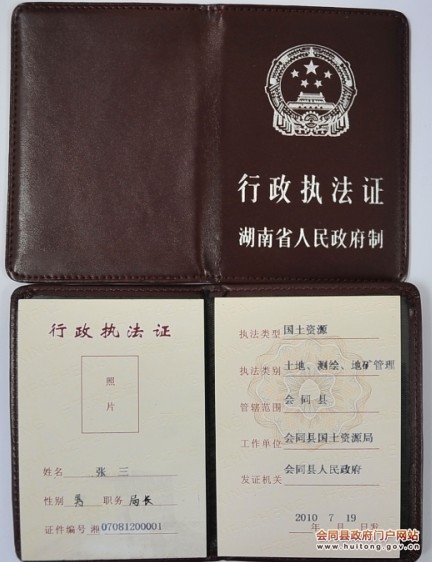 行政执法证
湖南省人民政府制
行政执法证
照
片
姓名 张 三
性别 男 职务 局长
证件编号 湘07081200001
执法类型 国土资源
执法类别 土地、测绘、地矿管理
管辖范围 会同县
工作单位 会同县国土资源局
发证机关 会同县人民政府
2010 7 19
年 月 日发
会同县政府门户网站
http://www.huitong.gov.cn